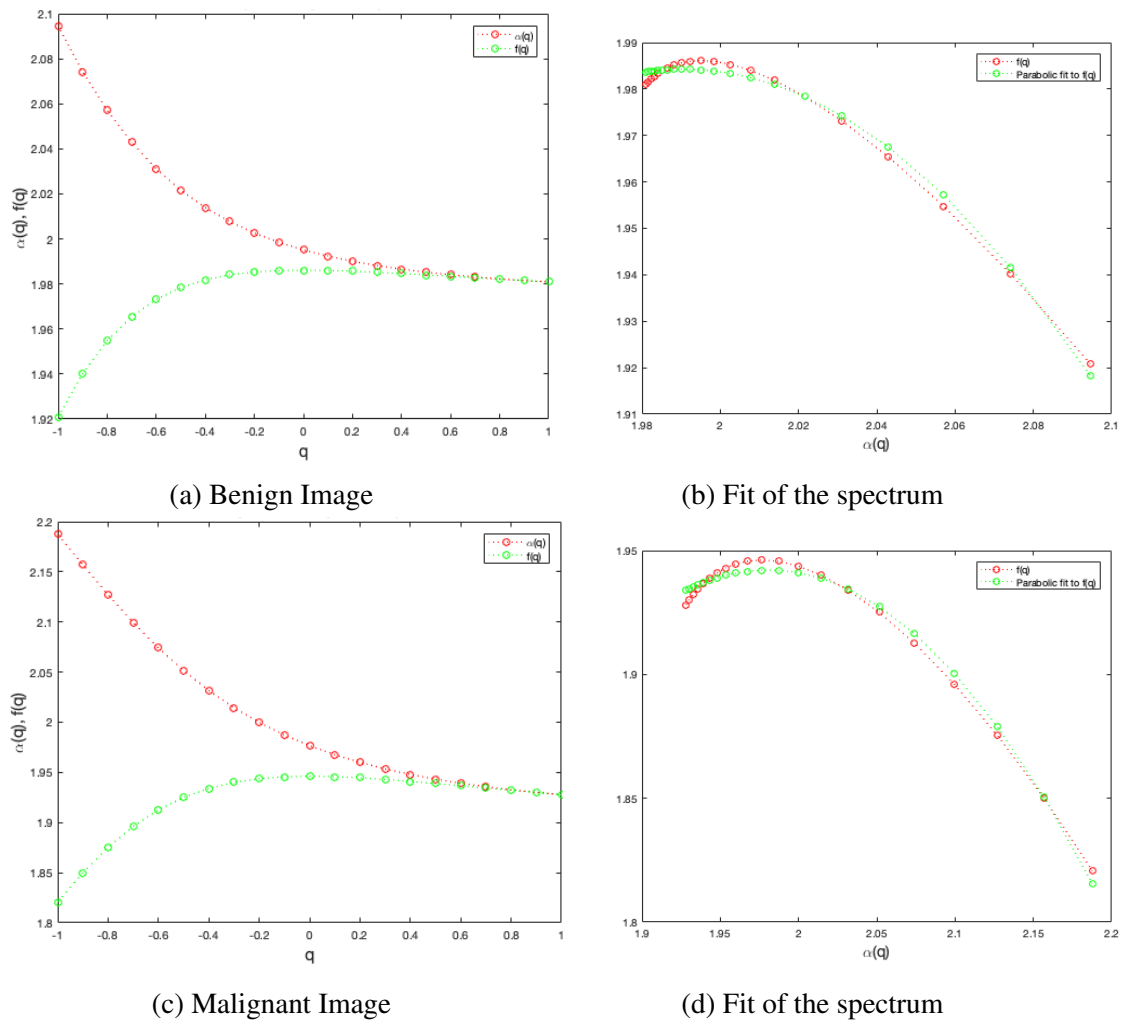 2.1
2.08
2.06
2.04
2.02
2
1.98
1.96
1.94
1.92
α(q), f(q)
-1 -0.8 -0.6 -0.4 -0.2 0 0.2 0.4 0.6 0.8 1
q
α(q)
f(q)
(a) Benign Image
1.99
1.98
1.97
1.96
1.95
1.94
1.93
1.92
1.91
1.98 2 2.02 2.04 2.06 2.08 2.1
α(q)
f(q)
Parabolic fit to f(q)
(b) Fit of the spectrum
2.2
2.15
2.1
2.05
2
1.95
1.9
1.85
1.8
α(q), f(q)
-1 -0.8 -0.6 -0.4 -0.2 0 0.2 0.4 0.6 0.8 1
q
α(q)
f(q)
(c) Malignant Image
1.95
1.9
1.85
1.8
1.9 1.95 2 2.05 2.1 2.15 2.2
α(q)
f(q)
Parabolic fit to f(q)
(d) Fit of the spectrum